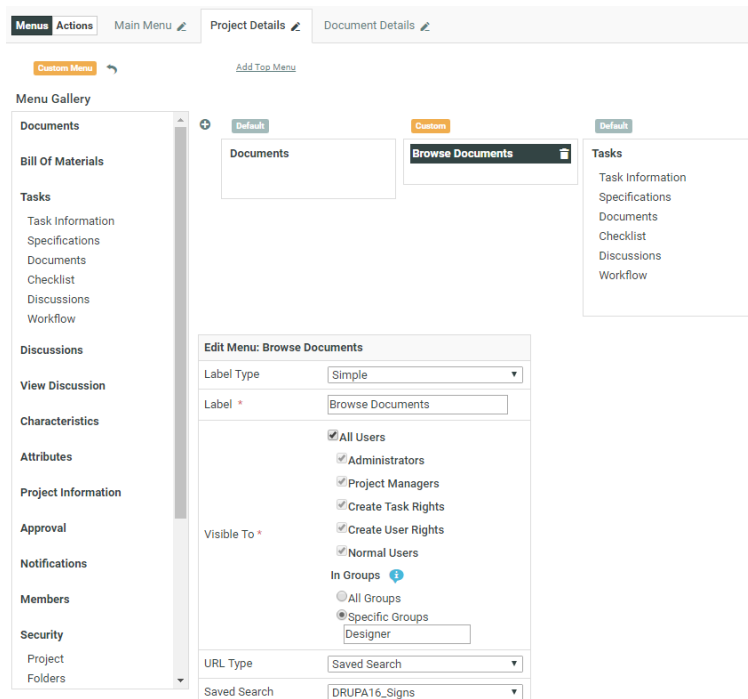 Menus Actions Main Menu Project Details Document Details
Custom Menu Add Top Menu
Menu Gallery
Documents
Bill Of Materials
Tasks
Task Information
Specifications
Documents
Checklist
Discussions
Workflow
Discussions
View Discussion
Characteristics
Attributes
Project Information
Approval
Notifications
Members
Security
Project
Folders
Default
Documents
Custom
Browse Documents
Default
Tasks
Task Information
Specifications
Documents
Checklist
Discussions
Workflow
Edit Menu: Browse Documents
Label Type Simple
Label * Browse Documents
Visible To *
All Users
Administrators
Project Managers
Create Task Rights
Create User Rights
Normal Users
In Groups
All Groups
Specific Groups
Designer
URL Type Saved Search
Saved Search DRUPA16_Signs